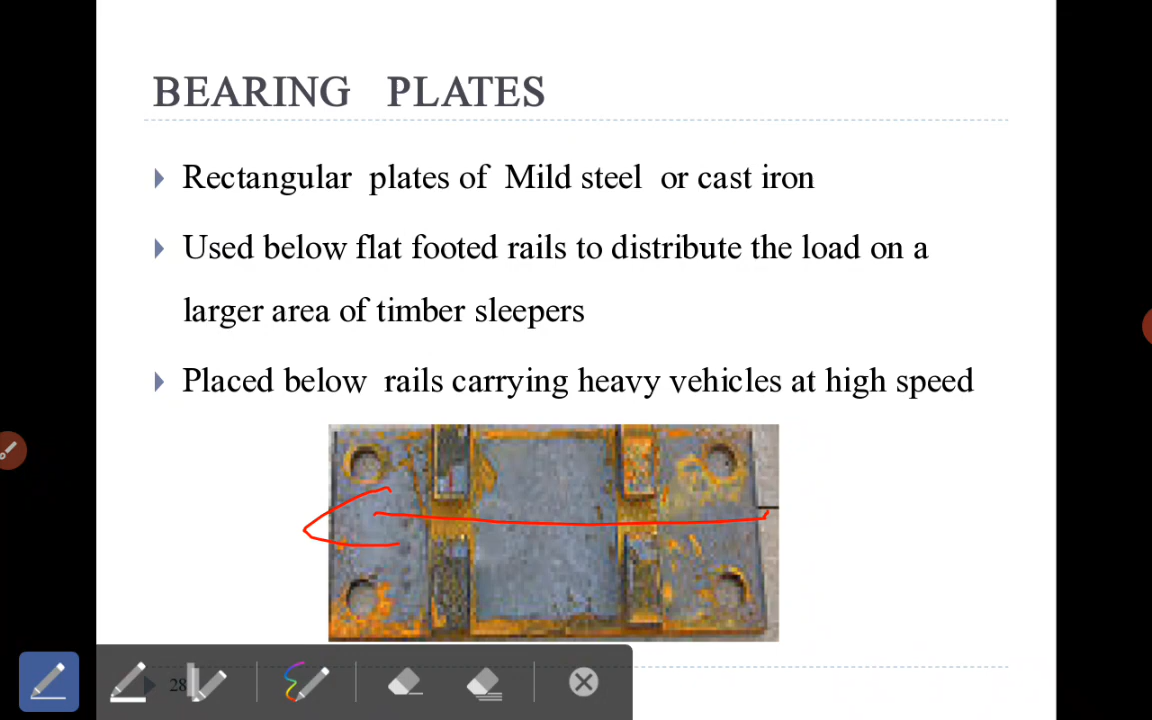 BEARING PLATES
Rectangular plates of Mild steel or cast iron
Used below flat footed rails to distribute the load on a
larger area of timber sleepers
Placed below rails carrying heavy vehicles at high speed
28